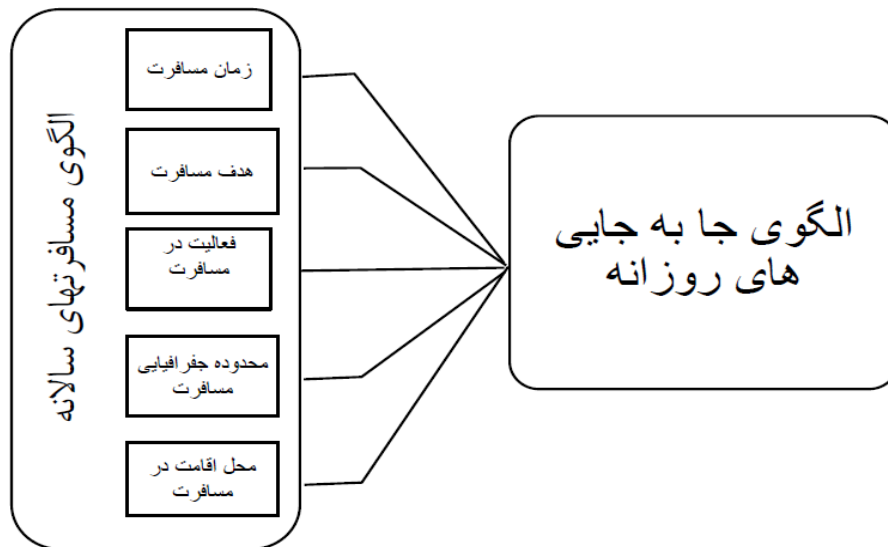 الگوی مسافرتهای سالانه
زمان مسافرت
هدف مسافرت
فعالیت در
مسافرت
محدوده جفرافیایی
مسافرت
محل اقامت در
مسافرت
الگوی جا به جایی
های روزانه